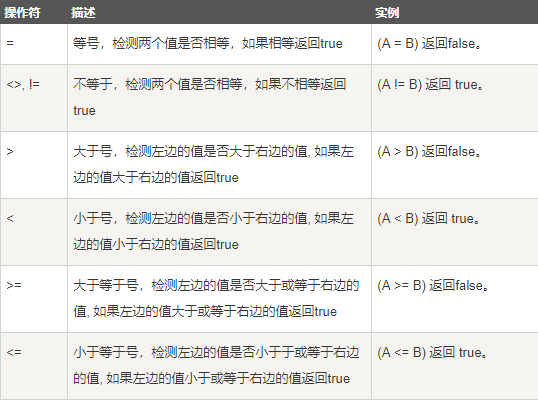 操作符 描述 实例
= 等号，检测两个值是否相等，如果相等返回true (A = B) 返回false。
<>, != 不等于，检测两个值是否相等，如果不相等返回 (A != B) 返回 true。
true
> 大于号，检测左边的值是否大于右边的值, 如果左 (A > B) 返回false。
边的值大于右边的值返回true
< 小于号，检测左边的值是否小于右边的值, 如果左 (A < B) 返回 true。
边的值小于右边的值返回true
>= 大于等于号，检测左边的值是否大于或等于右边的 (A >= B) 返回false。
值, 如果左边的值大于或等于右边的值返回true
<= 小于等于号，检测左边的值是否小于于或等于右边 (A <= B) 返回 true。
的值, 如果左边的值小于或等于右边的值返回true